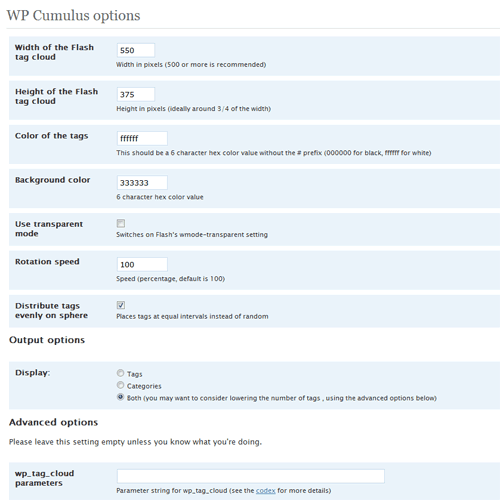 WP Cumulus options
Width of the Flash
tag cloud
550
Width in pixels (500 or more is recommended)
Height of the Flash
tag cloud
375
Height in pixels (ideally around 3/4 of the width)
Color of the tags
ffffff
This should be a 6 character hex color value without the # prefix (000000 for black, ffffff for white)
Background color
333333
6 character hex color value
Use transparent
mode
Switches on Flash's wmode-transparent setting
Rotation speed
100
Speed (percentage, default is 100)
Distribute tags
evenly on sphere
Places tags at equal intervals instead of random
Output options
Display:
Tags
Categories
Both (you may want to consider lowering the number of tags , using the advanced options below)
Advanced options
Please leave this setting empty unless you know what you're doing.
wp_tag_cloud
parameters
Parameter string for wp_tag_cloud (see the codex for more details)